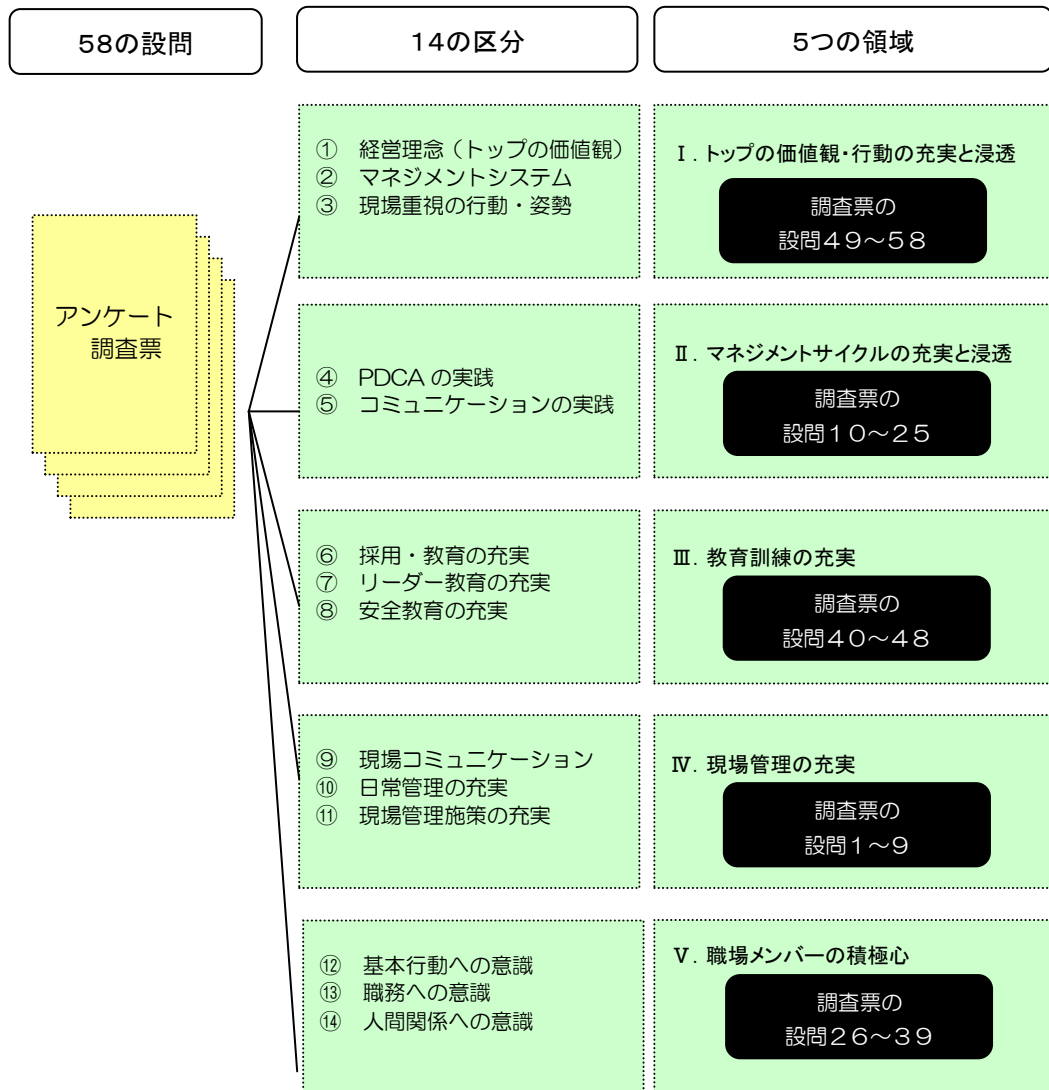 58の設問
14の区分
5つの領域
アンケート
調査票
① 経営理念（トップの価値観）
② マネジメントシステム
③ 現場重視の行動・姿勢
Ⅰ．トップの価値観・行動の充実と浸透
調査票の
設問４９～５８
④ PDCA の実践
⑤ コミュニケーションの実践
Ⅱ．マネジメントサイクルの充実と浸透
調査票の
設問１０～２５
⑥ 採用・教育の充実
⑦ リーダー教育の充実
⑧ 安全教育の充実
Ⅲ．教育訓練の充実
調査票の
設問４０～４８
⑨ 現場コミュニケーション
⑩ 日常管理の充実
⑪ 現場管理施策の充実
Ⅳ．現場管理の充実
調査票の
設問１～９
⑫ 基本行動への意識
⑬ 職務への意識
⑭ 人間関係への意識
Ⅴ．職場メンバーの積極心
調査票の
設問２６～３９